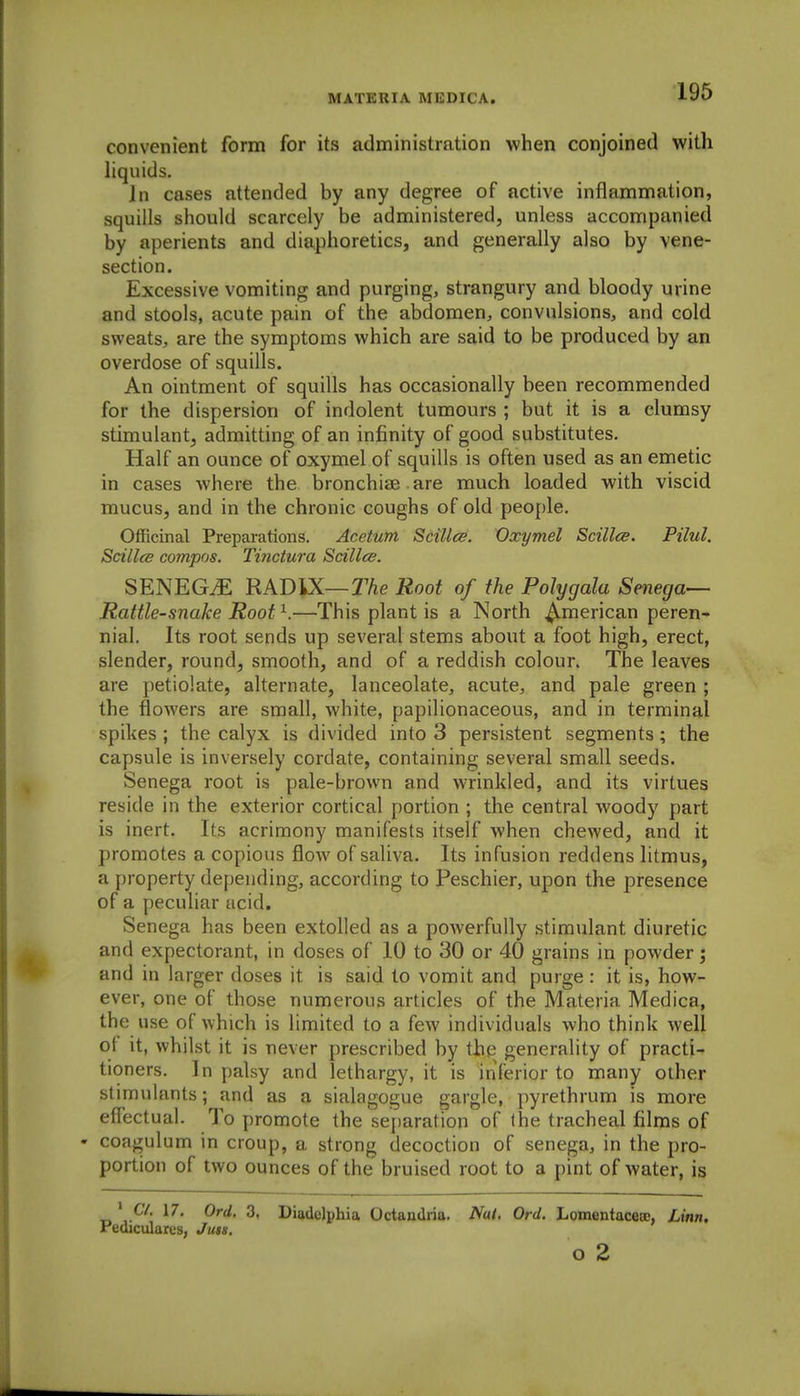 MATERIA MEDICA.
195
convenient form for its administration when conjoined with
liquids.
In cases attended by any degree of active inflammation,
squills should scarcely be administered, unless accompanied
by aperients and diaphoretics, and generally also by vene-
section.
Excessive vomiting and purging, strangury and bloody urine
and stools, acute pain of the abdomen, convulsions, and cold
sweats, are the symptoms which are said to be produced by an
overdose of squills.
An ointment of squills has occasionally been recommended
for the dispersion of indolent tumours ; but it is a clumsy
stimulant, admitting of an infinity of good substitutes.
Half an ounce of oxymel of squills is often used as an emetic
in cases where the bronchiæ are much loaded with viscid
mucus, and in the chronic coughs of old people.
Officinal Preparations. Acetum Scillæ. Oxymel Scillæ. Pilul.
Scillæ compos. Tinctura Scillæ.
SENEGÆ RADIX—The Root of the Polygala Senega—
Rattle-snake Root ¹.—This plant is a North American peren-
nial. Its root sends up several stems about a foot high, erect,
slender, round, smooth, and of a reddish colour. The leaves
are petiolate, alternate, lanceolate, acute, and pale green ;
the flowers are small, white, papilionaceous, and in terminal
spikes ; the calyx is divided into 3 persistent segments ; the
capsule is inversely cordate, containing several small seeds.
Senega root is pale-brown and wrinkled, and its virtues
reside in the exterior cortical portion ; the central woody part
is inert. Its acrimony manifests itself when chewed, and it
promotes a copious flow of saliva. Its infusion reddens litmus,
a property depending, according to Peschier, upon the presence
of a peculiar acid.
Senega has been extolled as a powerfully stimulant diuretic
and expectorant, in doses of 10 to 30 or 40 grains in powder ;
and in larger doses it is said to vomit and purge : it is, how-
ever, one of those numerous articles of the Materia Medica,
the use of which is limited to a few individuals who think well
of it, whilst it is never prescribed by the generality of practi-
tioners. In palsy and lethargy, it is inferior to many other
stimulants ; and as a sialagogue gargle, pyrethrum is more
effectual. To promote the separation of the tracheal films of
coagulum in croup, a strong decoction of senega, in the pro-
portion of two ounces of the bruised root to a pint of water, is
¹ Cl. 17. Ord. 3. Diadelphia Octandria. Nat. Ord. Lomentaceæ, Linn.
Pediculares, Juss.
o 2